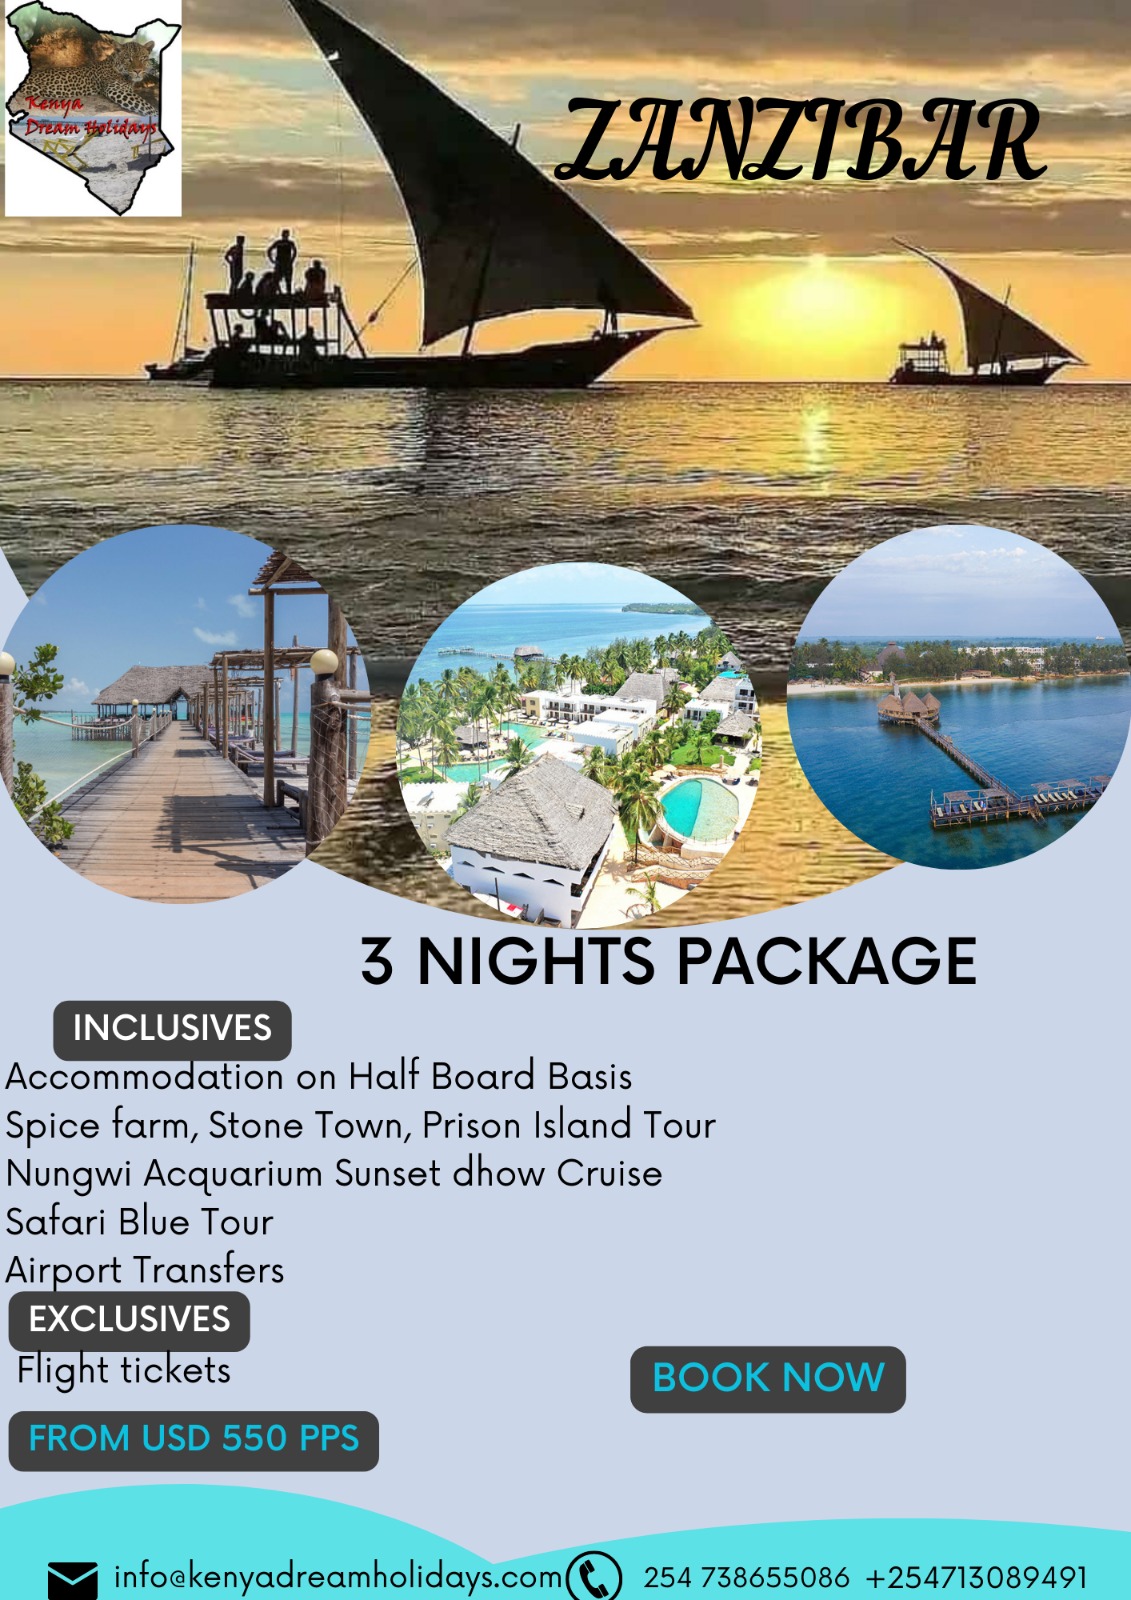 Kenya
Dream Holidays
ZANZIBAR
3 NIGHTS PACKAGE
INCLUSIVES
Accommodation on Half Board Basis
Spice farm, Stone Town, Prison Island Tour
Nungwi Acquarium Sunset dhow Cruise
Safari Blue Tour
Airport Transfers
EXCLUSIVES
Flight tickets
BOOK NOW
FROM USD 550 PPS
info@kenyadreamholidays.com 254 738655086 +254713089491